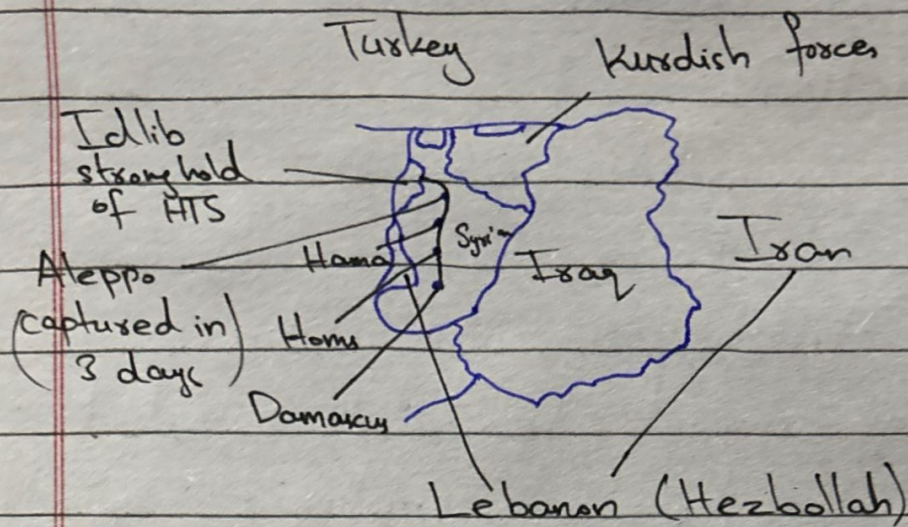 Turkey
Kurdish forces
Idlib
stronghold
of HTS
Aleppo
(captured in
3 days)
Hama
Homs
Damascus
Syria
Iraq
Iran
Lebanon (Hezbollah)